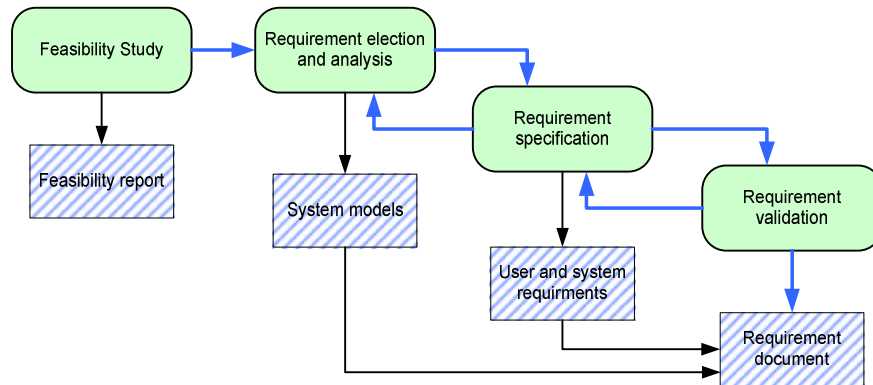 Feasibility Study
Requirement election
and analysis
Requirement
specification
Feasibility report
Requirement
validation
System models
User and system
requirments
Requirement
document